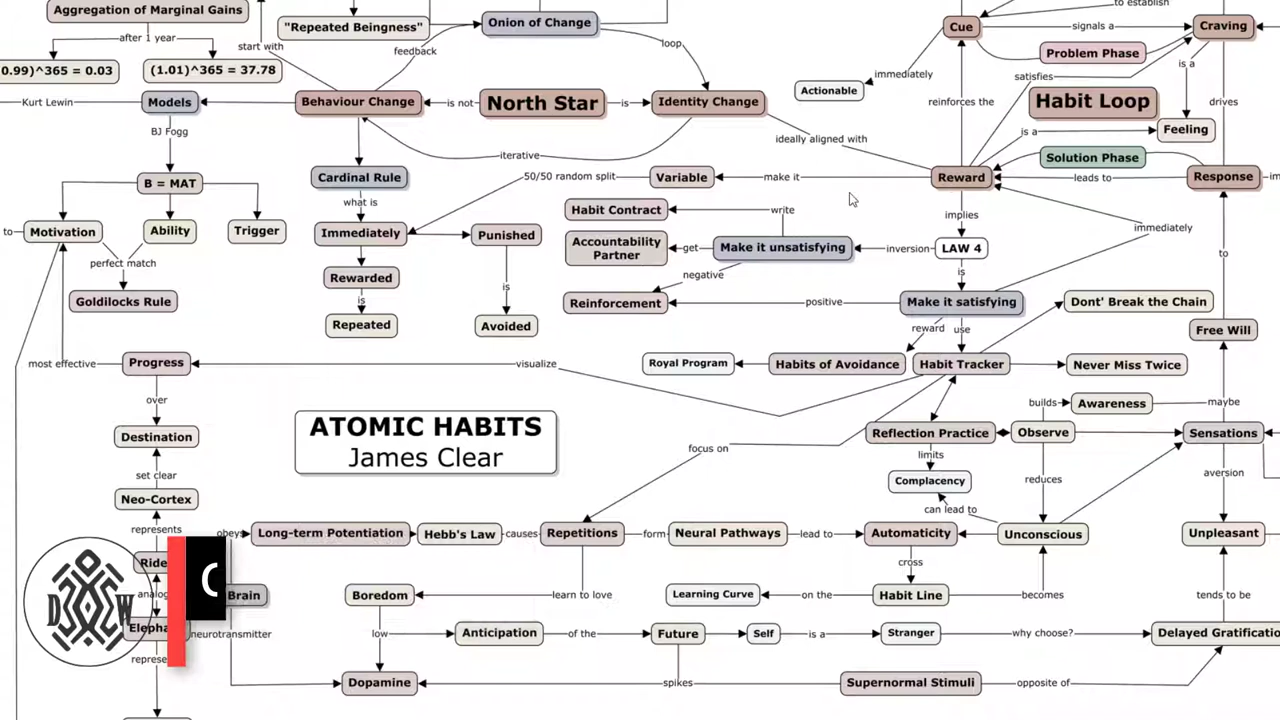 to establish
Aggregation of Marginal Gains
"Repeated Beingness"
Onion of Change
Cue
signals a
Craving
after 1 year
start with
feedback
loop
Problem Phase
is a
0.99)^365 = 0.03
(1.01)^365 = 37.78
immediately
satisfies
Actionable
Kurt Lewin
Models
Behaviour Change
is not
North Star
is
Identity Change
reinforces the
Habit Loop
drives
BJ Fogg
is a
Feeling
ideally aligned with
iterative
Solution Phase
Cardinal Rule
50/50 random split
Variable
make it
Reward
leads to
Response
B = MAT
what is
Habit Contract
write
implies
immediately
to
Motivation
Ability
Trigger
Immediately
Punished
Accountability
Partner
get
Make it unsatisfying
inversion
LAW 4
to
perfect match
Rewarded
negative
is
is
is
Goldilocks Rule
Reinforcement
positive
Make it satisfying
Dont' Break the Chain
Repeated
Avoided
reward
use
Free Will
most effective
Progress
visualize
Royal Program
Habits of Avoidance
Habit Tracker
Never Miss Twice
over
builds
Awareness
maybe
ATOMIC HABITS
James Clear
Destination
focus on
Reflection Practice
Observe
Sensations
set clear
limits
Complacency
reduces
aversion
Neo-Cortex
can lead to
represents
obeys
Long-term Potentiation
Hebb's Law
causes
Repetitions
form
Neural Pathways
lead to
Automaticity
Unconscious
Unpleasant
Ride
cross
analog
Brain
Boredom
learn to love
Learning Curve
on the
Habit Line
becomes
tends to be
D W
Elepha
neurotransmitter
low
Anticipation
of the
Future
Self
is a
Stranger
why choose?
Delayed Gratificatio
represe
Dopamine
spikes
Supernormal Stimuli
opposite of